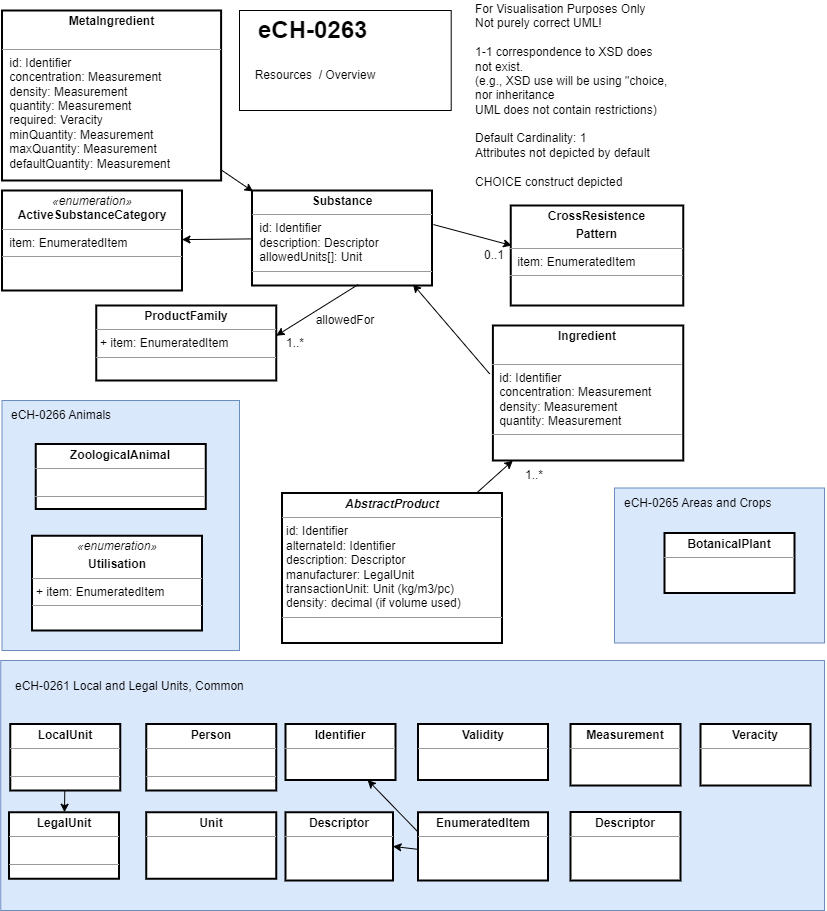 MetaIngredient
id: Identifier
concentration: Measurement
density: Measurement
quantity: Measurement
required: Veracity
minQuantity: Measurement
maxQuantity: Measurement
defaultQuantity: Measurement
eCH-0263
Resources / Overview
For Visualisation Purposes Only
Not purely correct UML!
1-1 correspondence to XSD does
not exist.
(e.g., XSD use will be using "choice,
nor inheritance
UML does not contain restrictions)
Default Cardinality: 1
Attributes not depicted by default
CHOICE construct depicted
«enumeration»
ActiveSubstanceCategory
item: EnumeratedItem
Substance
id: Identifier
description: Descriptor
allowedUnits[]: Unit
0..1
CrossResistence
Pattern
item: EnumeratedItem
ProductFamily
+ item: EnumeratedItem
allowedFor
1..*
Ingredient
id: Identifier
concentration: Measurement
density: Measurement
quantity: Measurement
1..*
eCH-0266 Animals
ZoologicalAnimal
«enumeration»
Utilisation
+ item: EnumeratedItem
AbstractProduct
id: Identifier
alternateId: Identifier
description: Descriptor
manufacturer: LegalUnit
transactionUnit: Unit (kg/m3/pc)
density: decimal (if volume used)
eCH-0265 Areas and Crops
BotanicalPlant
eCH-0261 Local and Legal Units, Common
LocalUnit
Person
Identifier
Validity
Measurement
Veracity
LegalUnit
Unit
Descriptor
EnumeratedItem
Descriptor